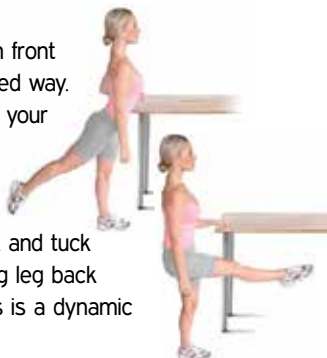 n front
ed way.
your
and tuck
g leg back
s is a dynamic